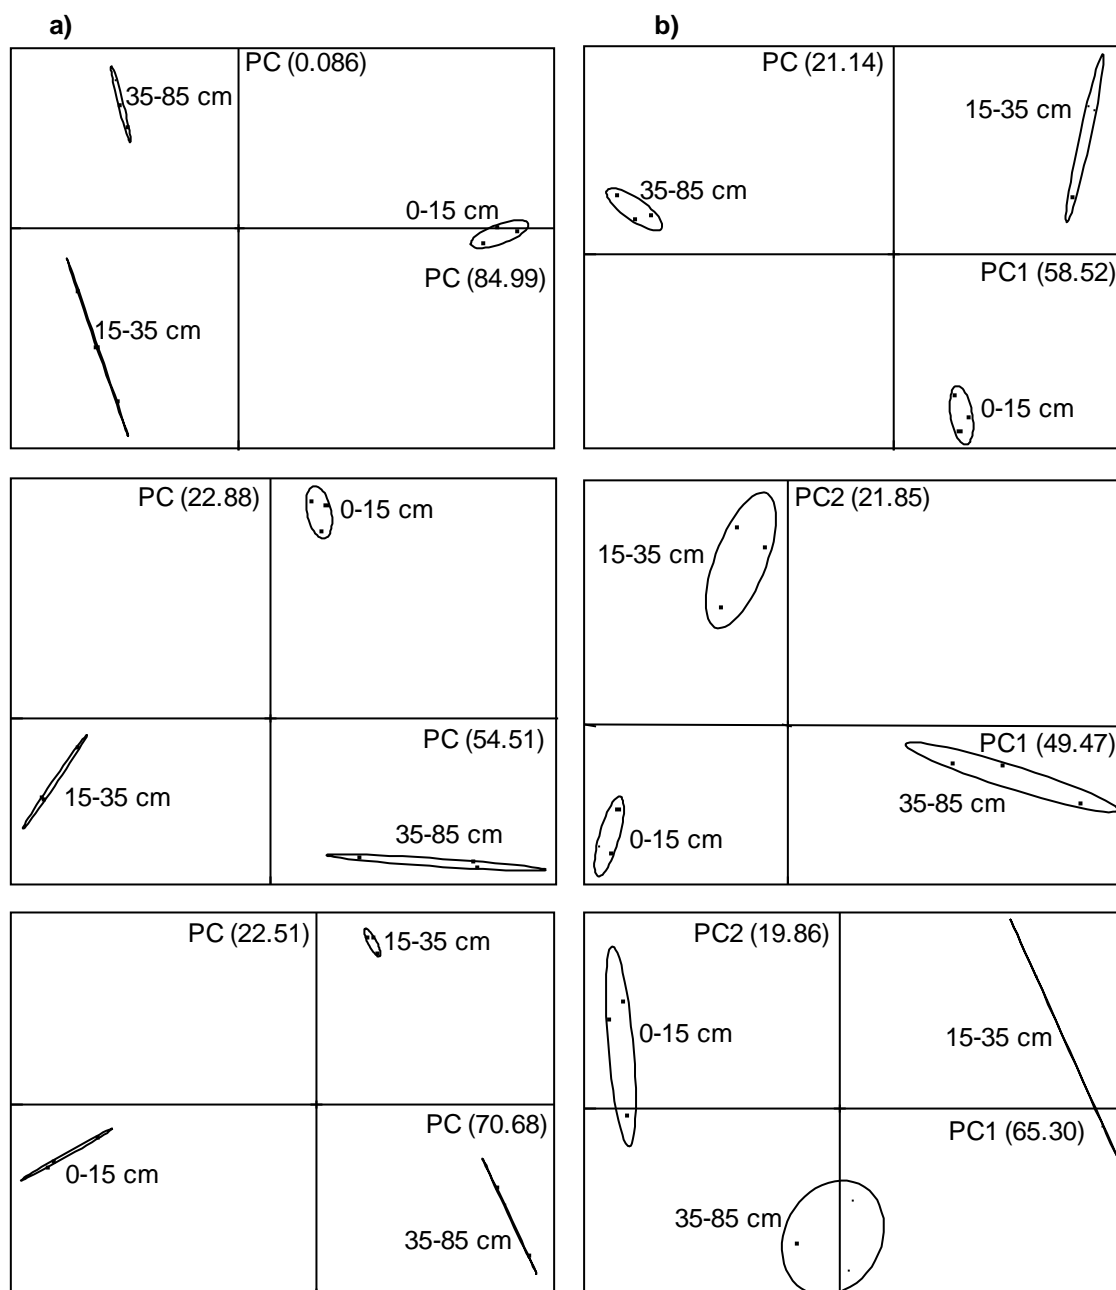 a)
PC (0.086)
35-85 cm
0-15 cm
PC (84.99)
15-35 cm
b)
PC (21.14)
15-35 cm
35-85 cm
PC1 (58.52)
0-15 cm
PC (22.88)
0-15 cm
PC (54.51)
15-35 cm
35-85 cm
PC2 (21.85)
15-35 cm
PC1 (49.47)
35-85 cm
0-15 cm
PC (22.51)
15-35 cm
PC (70.68)
0-15 cm
35-85 cm
PC2 (19.86)
0-15 cm
15-35 cm
PC1 (65.30)
35-85 cm